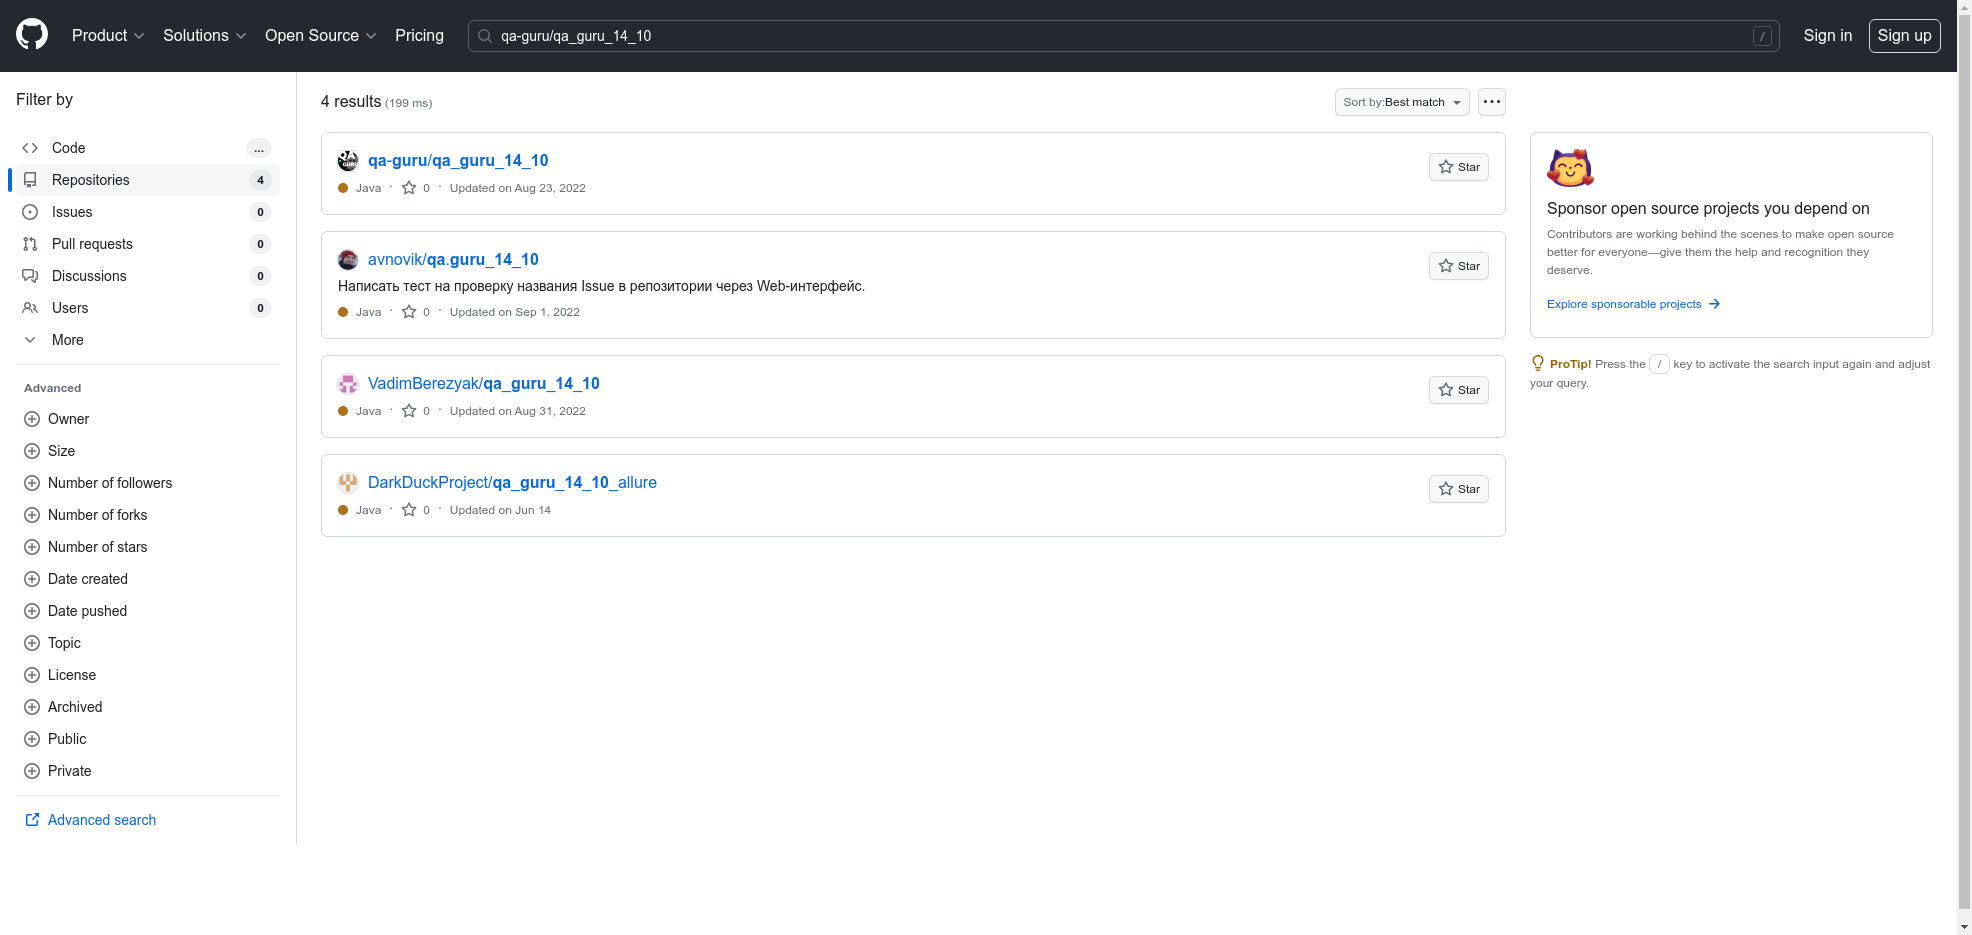 Product Solutions Open Source Pricing qa-guru/qa_guru_14_10 / Sign in Sign up
Filter by
Code ...
Repositories 4
Issues 0
Pull requests 0
Discussions 0
Users 0
More
Advanced
Owner
Size
Number of followers
Number of forks
Number of stars
Date created
Date pushed
Topic
License
Archived
Public
Private
Advanced search
4 results (199 ms)
Sort by:Best match
qa-guru/qa_guru_14_10
Star
Java · 0 · Updated on Aug 23, 2022
avnovik/qa.guru_14_10
Star
Написать тест на проверку названия Issue в репозитории через Web-интерфейс.
Java · 0 · Updated on Sep 1, 2022
VadimBerezyak/qa_guru_14_10
Star
Java · 0 · Updated on Aug 31, 2022
DarkDuckProject/qa_guru_14_10_allure
Star
Java · 0 · Updated on Jun 14
Sponsor open source projects you depend on
Contributors are working behind the scenes to make open source
better for everyone—give them the help and recognition they
deserve.
Explore sponsorable projects
ProTip! Press the / key to activate the search input again and adjust
your query.